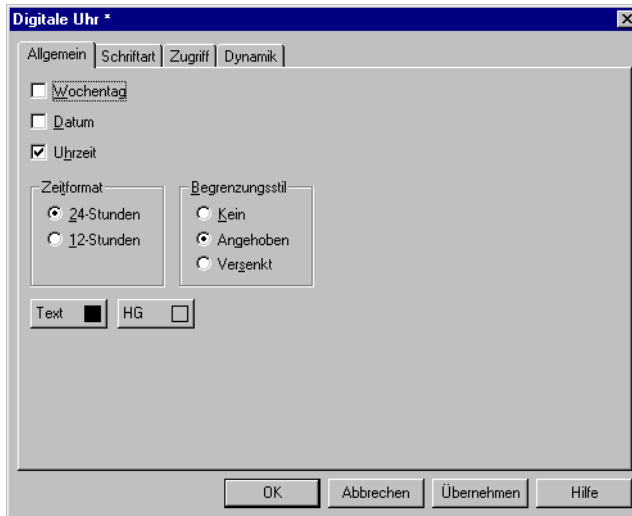 Digitale Uhr *
Allgemein Schriftart Zugriff Dynamik
Wochentag
Datum
Uhrzeit
Zeitformat Begrenzungsstil
24-Stunden Kein
12-Stunden Angehoben
Versenkt
Text HG
OK Abbrechen Übernehmen Hilfe